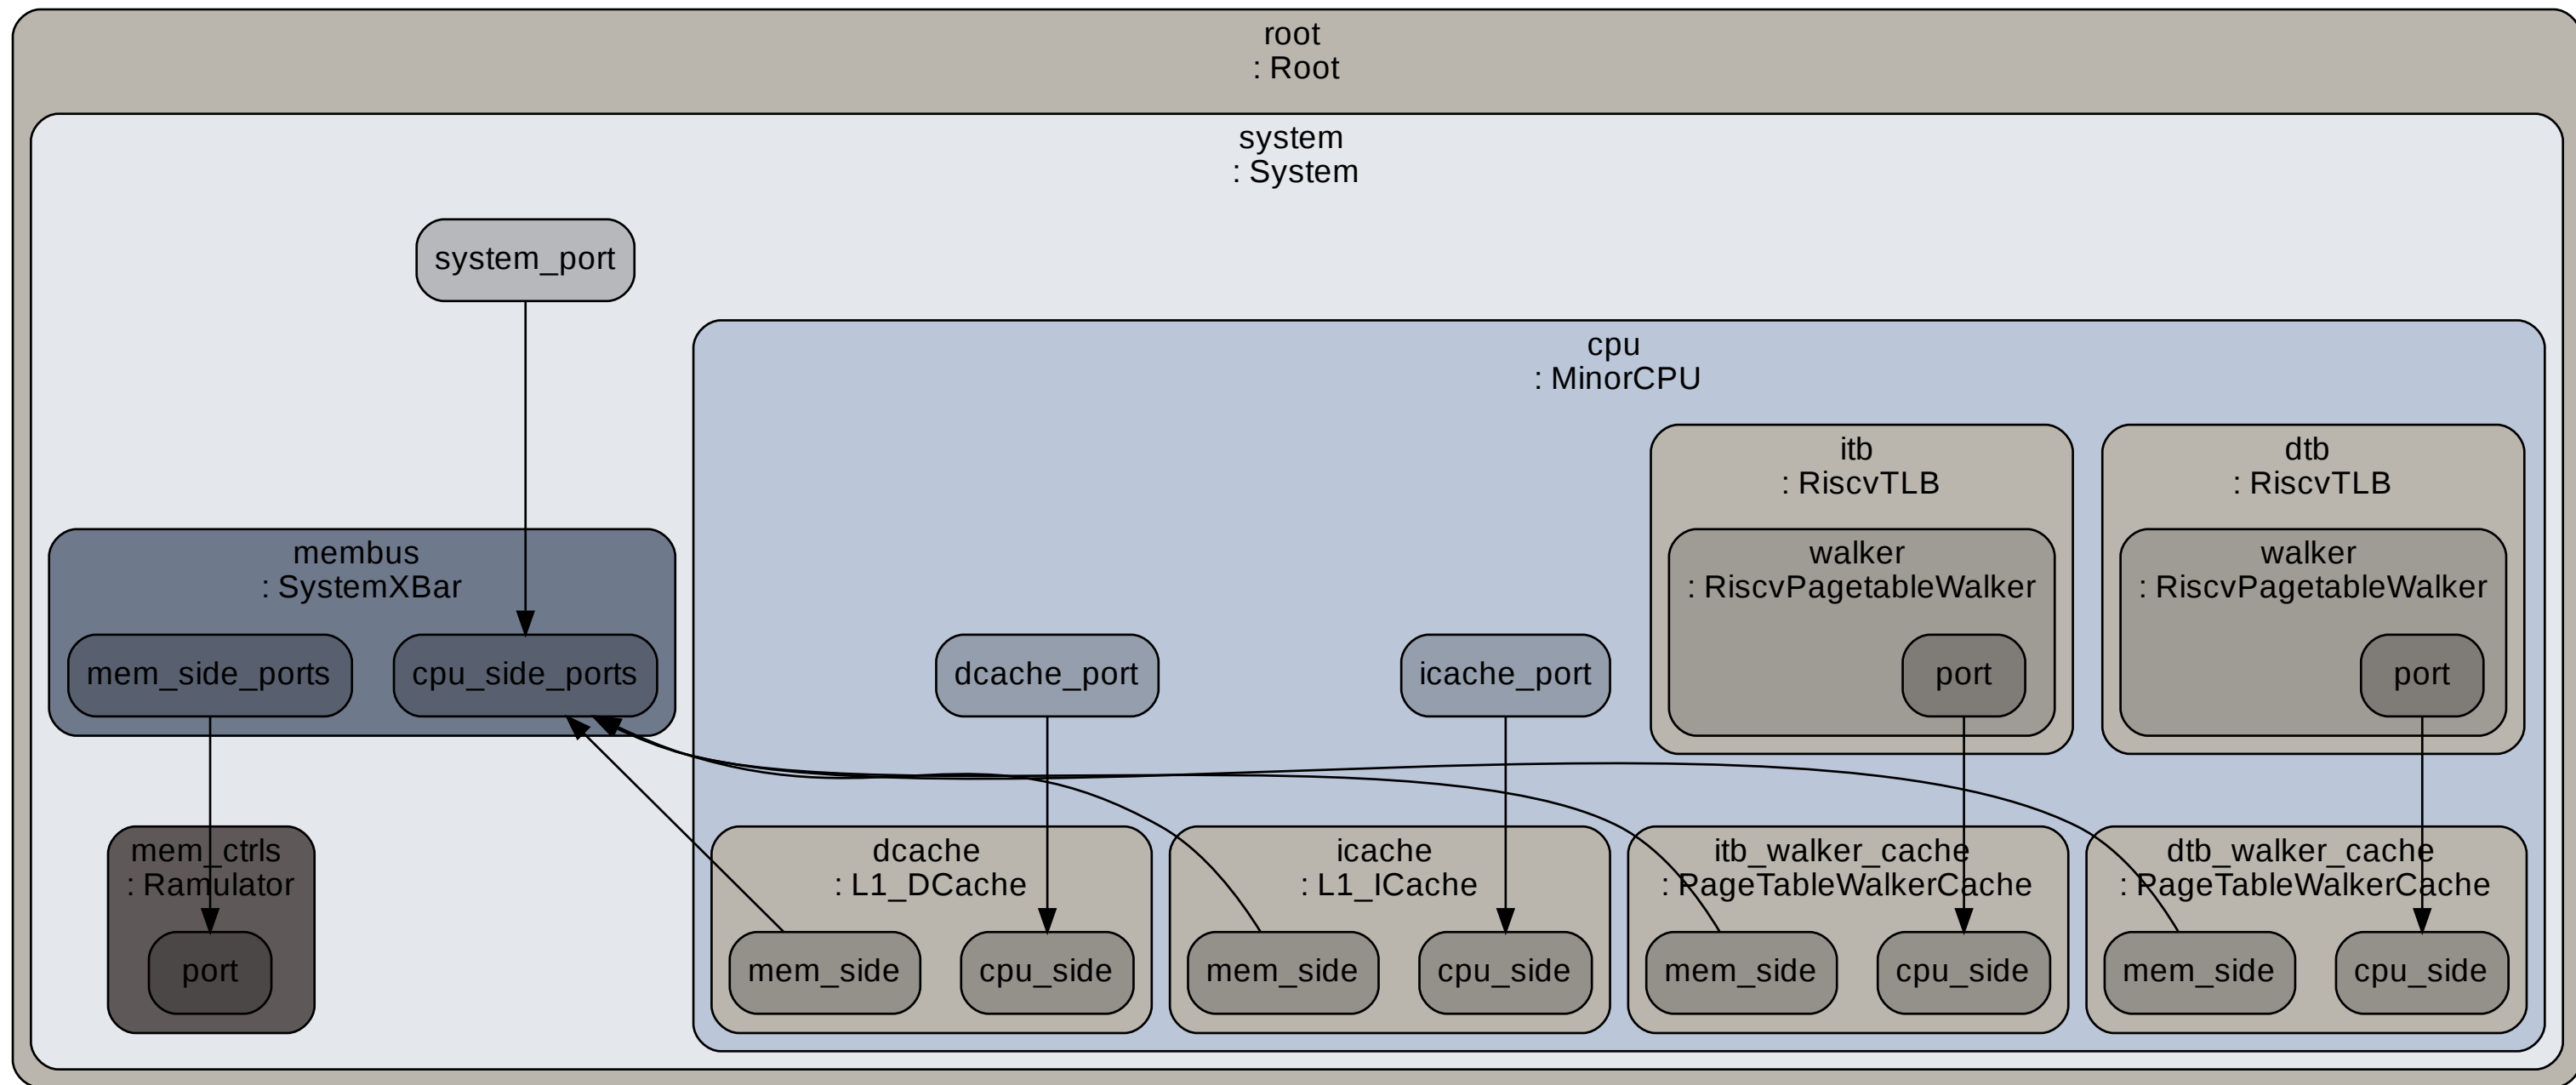 root
: Root
system
: System
system_port
cpu
: MinorCPU
itb
: RiscvTLB
dtb
: RiscvTLB
membus
: SystemXBar
walker
: RiscvPagetableWalker
walker
: RiscvPagetableWalker
mem_side_ports
cpu_side_ports
dcache_port
icache_port
port
port
mem_ctrls
: Ramulator
dcache
: L1_DCache
icache
: L1_ICache
itb_walker_cache
: PageTableWalkerCache
dtb_walker_cache
: PageTableWalkerCache
port
mem_side
cpu_side
mem_side
cpu_side
mem_side
cpu_side
mem_side
cpu_side